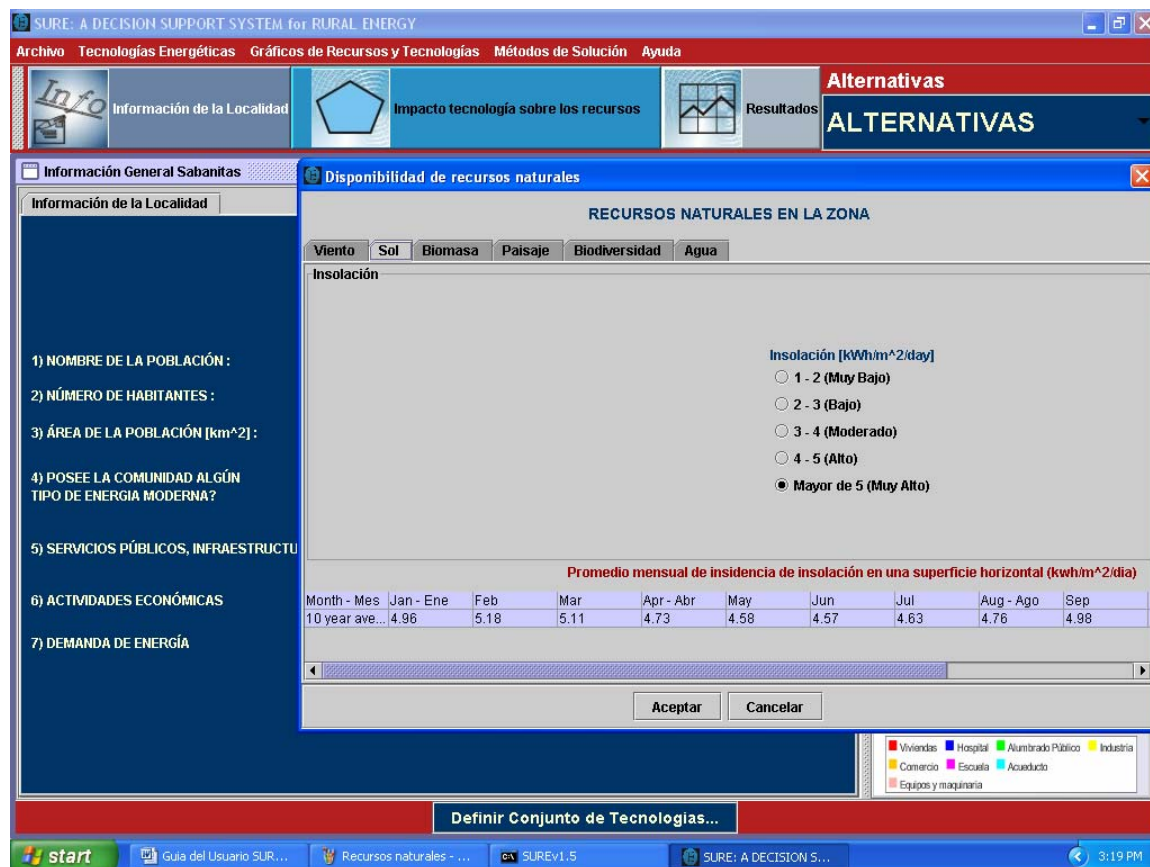 SURE: A DECISION SUPPORT SYSTEM for RURAL ENERGY
Archivo Tecnologías Energéticas Gráficos de Recursos y Tecnologías Métodos de Solución Ayuda
Info
Información de la Localidad
Impacto tecnología sobre los recursos
Resultados
Alternativas
ALTERNATIVAS
Información General Sabanitas
Información de la Localidad
1) NOMBRE DE LA POBLACIÓN :
2) NÚMERO DE HABITANTES :
3) ÁREA DE LA POBLACIÓN [km^2] :
4) POSEE LA COMUNIDAD ALGÚN
TIPO DE ENERGIA MODERNA?
5) SERVICIOS PÚBLICOS, INFRAESTRUCTU
6) ACTIVIDADES ECONÓMICAS
7) DEMANDA DE ENERGÍA
Disponibilidad de recursos naturales
RECURSOS NATURALES EN LA ZONA
Viento Sol Biomasa Paisaje Biodiversidad Agua
Insolación
Insolación [kWh/m^2/day]
1 - 2 (Muy Bajo)
2 - 3 (Bajo)
3 - 4 (Moderado)
4 - 5 (Alto)
Mayor de 5 (Muy Alto)
Promedio mensual de insidencia de insolación en una superficie horizontal (kwh/m^2/dia)
Month - Mes Jan - Ene Feb Mar Apr - Abr May Jun Jul Aug - Ago Sep
10 year ave... 4.96 5.18 5.11 4.73 4.58 4.57 4.63 4.76 4.98
Aceptar Cancelar
Viviendas Hospital Alumbrado Público Industria
Comercio Escuela Acueducto
Equipos y maquinaria
Definir Conjunto de Tecnologias...
start Guia del Usuario SUR... Recursos naturales - ... SUREv1.5 SURE: A DECISION S... 3:19 PM